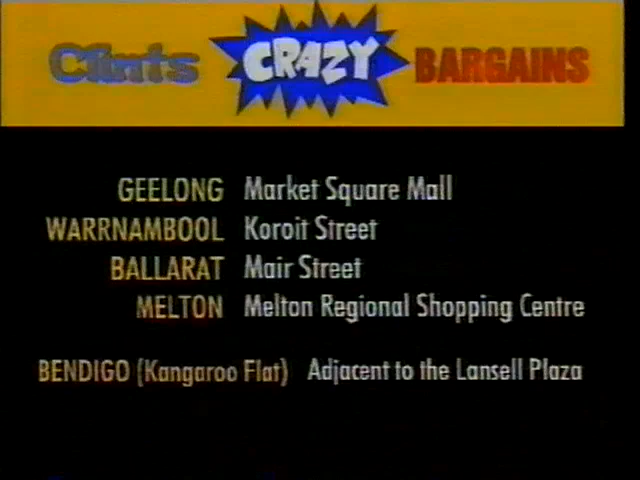 Clints CRAZY BARGAINS
GEELONG Market Square Mall
WARRNAMBOOL Koroit Street
BALLARAT Mair Street
MELTON Melton Regional Shopping Centre
BENDIGO (Kangaroo Flat) Adjacent to the Lansell Plaza